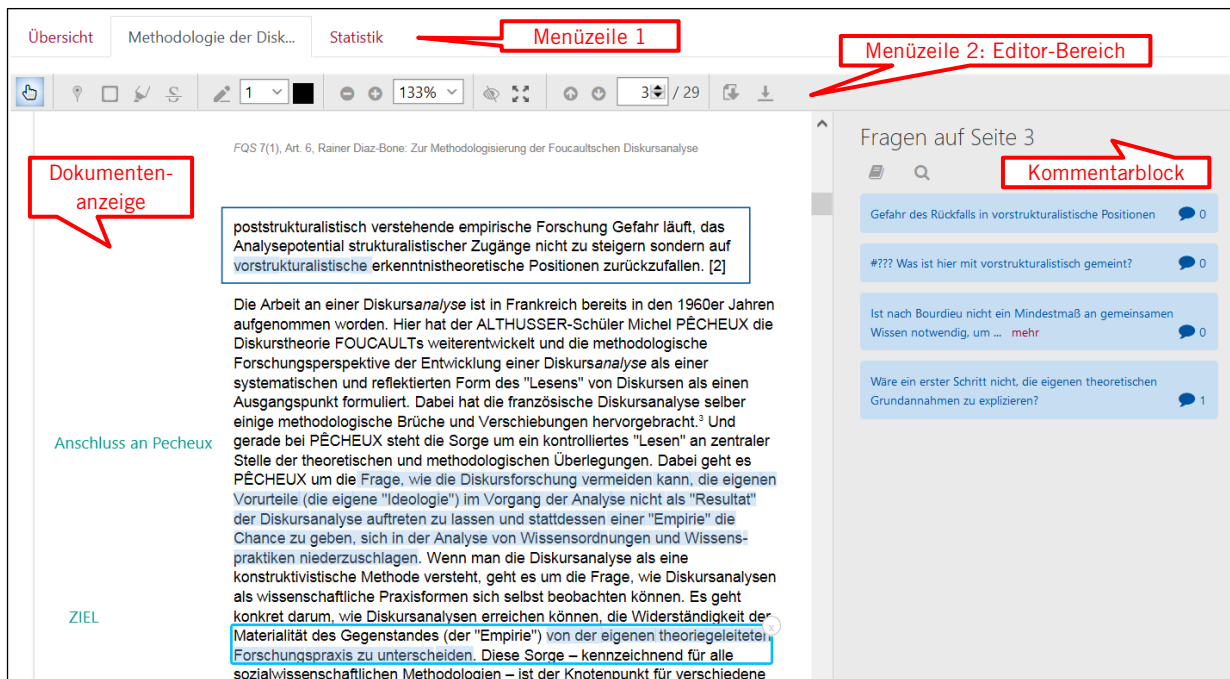 Übersicht
Methodologie der Disk...
Statistik
Menüzeile 1
Menüzeile 2: Editor-Bereich
1
133%
3 / 29
FQS 7(1), Art. 6, Rainer Diaz-Bone: Zur Methodologisierung der Foucaultschen Diskursanalyse
Dokumenten-
anzeige
poststrukturalistisch verstehende empirische Forschung Gefahr läuft, das
Analysepotential strukturalistischer Zugänge nicht zu steigern sondern auf
vorstrukturalistische erkenntnistheoretische Positionen zurückzufallen. [2]
Die Arbeit an einer Diskursanalyse ist in Frankreich bereits in den 1960er Jahren
aufgenommen worden. Hier hat der ALTHUSSER-Schüler Michel PÊCHEUX die
Diskurstheorie FOUCAULTs weiterentwickelt und die methodologische
Forschungsperspektive der Entwicklung einer Diskursanalyse als einer
systematischen und reflektierten Form des "Lesens" von Diskursen als einen
Ausgangspunkt formuliert. Dabei hat die französische Diskursanalyse selber
einige methodologische Brüche und Verschiebungen hervorgebracht.³ Und
Anschluss an Pecheux
gerade bei PÊCHEUX steht die Sorge um ein kontrolliertes "Lesen" an zentraler
Stelle der theoretischen und methodologischen Überlegungen. Dabei geht es
PÊCHEUX um die Frage, wie die Diskursforschung vermeiden kann, die eigenen
Vorurteile (die eigene "Ideologie") im Vorgang der Analyse nicht als "Resultat"
der Diskursanalyse auftreten zu lassen und stattdessen einer "Empirie" die
Chance zu geben, sich in der Analyse von Wissensordnungen und Wissens-
praktiken niederzuschlagen. Wenn man die Diskursanalyse als eine
konstruktivistische Methode versteht, geht es um die Frage, wie Diskursanalysen
als wissenschaftliche Praxisformen sich selbst beobachten können. Es geht
ZIEL
konkret darum, wie Diskursanalysen erreichen können, die Widerständigkeit der
Materialität des Gegenstandes (der "Empirie") von der eigenen theoriegeleiteten
x
Forschungspraxis zu unterscheiden. Diese Sorge – kennzeichnend für alle
sozialwissenschaftlichen Methodologien – ist der Knotenpunkt für verschiedene
Fragen auf Seite 3
Kommentarblock
Gefahr des Rückfalls in vorstrukturalistische Positionen 0
#??? Was ist hier mit vorstrukturalistisch gemeint? 0
Ist nach Bourdieu nicht ein Mindestmaß an gemeinsamen
Wissen notwendig, um ... mehr 0
Wäre ein erster Schritt nicht, die eigenen theoretischen
Grundannahmen zu explizieren? 1